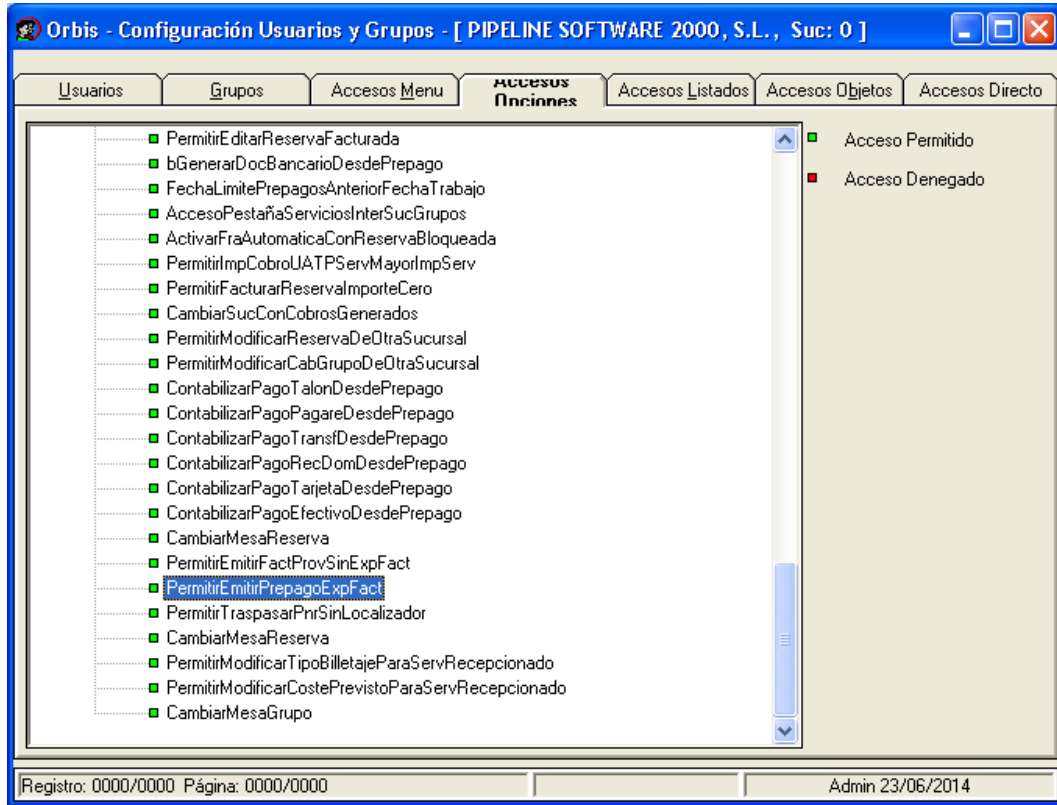 Orbis - Configuración Usuarios y Grupos - [ PIPELINE SOFTWARE 2000, S.L., Suc: 0 ]
Usuarios Grupos Accesos Menu Accesos Opciones Accesos Listados Accesos Objetos Accesos Directo
PermitirEditarReservaFacturada
bGenerarDocBancarioDesdePrepago
FechaLimitePrepagosAnteriorFechaTrabajo
AccesoPestañaServiciosInterSucGrupos
ActivarFraAutomaticaConReservaBloqueada
PermitirImpCobroUATPServMayorImpServ
PermitirFacturarReservaImporteCero
CambiarSucConCobrosGenerados
PermitirModificarReservaDeOtraSucursal
PermitirModificarCabGrupoDeOtraSucursal
ContabilizarPagoTalonDesdePrepago
ContabilizarPagoPagareDesdePrepago
ContabilizarPagoTransfDesdePrepago
ContabilizarPagoRecDomDesdePrepago
ContabilizarPagoTarjetaDesdePrepago
ContabilizarPagoEfectivoDesdePrepago
CambiarMesaReserva
PermitirEmitirFactProvSinExpFact
PermitirEmitirPrepagoExpFact
PermitirTraspasarPnrSinLocalizador
CambiarMesaReserva
PermitirModificarTipoBilletajeParaServRecepcionado
PermitirModificarCostePrevistoParaServRecepcionado
CambiarMesaGrupo
Acceso Permitido
Acceso Denegado
Registro: 0000/0000 Página: 0000/0000 Admin 23/06/2014